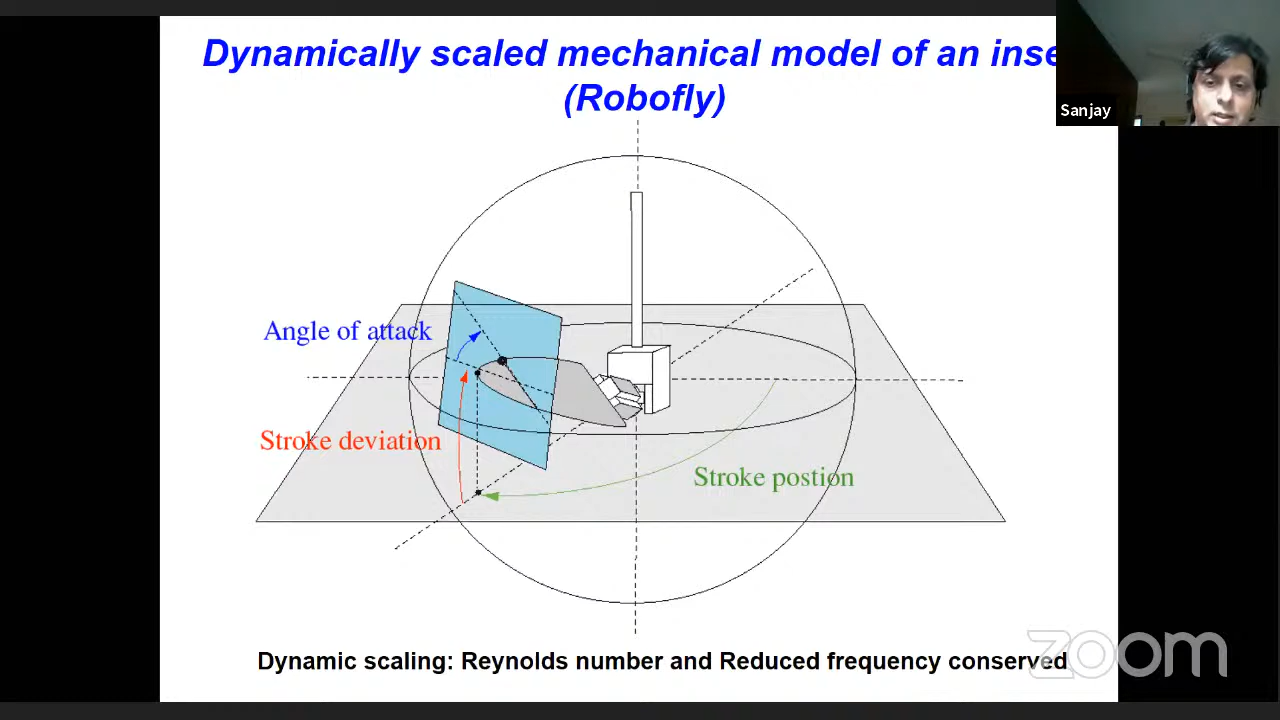 Dynamically scaled mechanical model of an inse
(Robofly)
Sanjay
Angle of attack
Stroke deviation
Stroke postion
Dynamic scaling: Reynolds number and Reduced frequency conserved
zoom